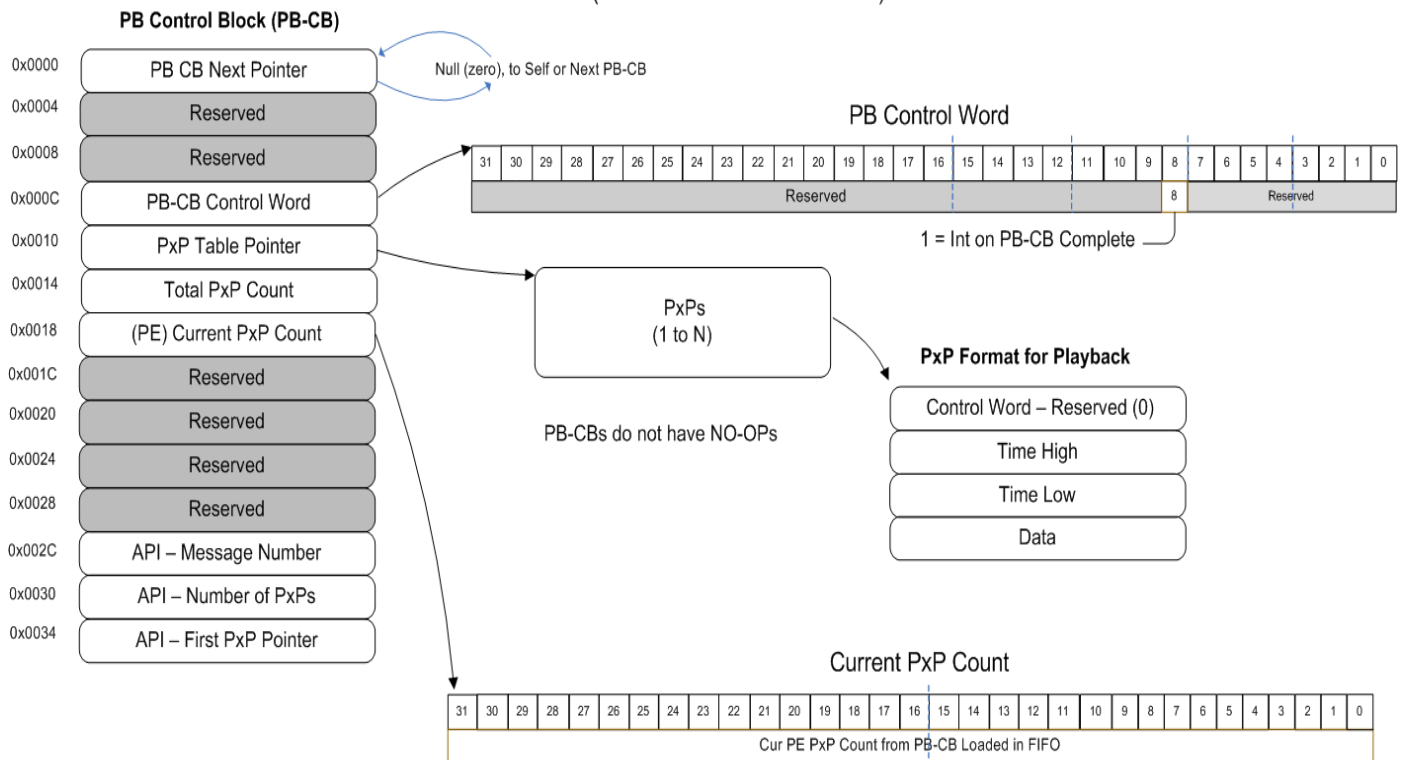 PB Control Block (PB-CB)
0x0000 PB CB Next Pointer
Null (zero), to Self or Next PB-CB
0x0004 Reserved
0x0008 Reserved
0x000C PB-CB Control Word
0x0010 PxP Table Pointer
0x0014 Total PxP Count
0x0018 (PE) Current PxP Count
0x001C Reserved
0x0020 Reserved
0x0024 Reserved
0x0028 Reserved
0x002C API – Message Number
0x0030 API – Number of PxPs
0x0034 API – First PxP Pointer
PB Control Word
31 30 29 28 27 26 25 24 23 22 21 20 19 18 17 16 15 14 13 12 11 10 9 8 7 6 5 4 3 2 1 0
Reserved 8 Reserved
1 = Int on PB-CB Complete
PxPs
(1 to N)
PB-CBs do not have NO-OPs
PxP Format for Playback
Control Word – Reserved (0)
Time High
Time Low
Data
Current PxP Count
31 30 29 28 27 26 25 24 23 22 21 20 19 18 17 16 15 14 13 12 11 10 9 8 7 6 5 4 3 2 1 0
Cur PE PxP Count from PB-CB Loaded in FIFO